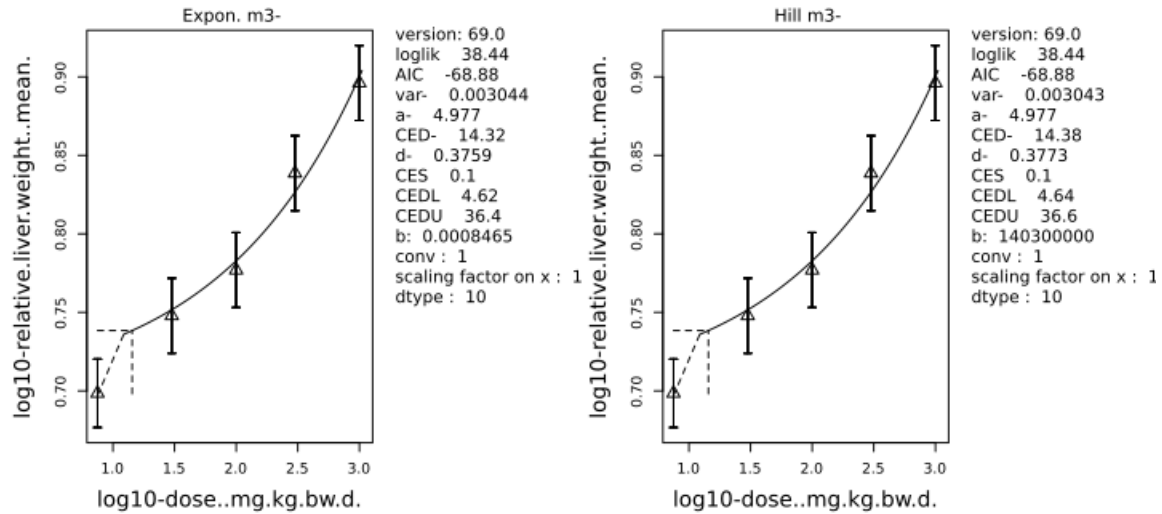 Expon. m3-
log10-relative.liver.weight..mean.
0.90
0.85
0.80
0.75
0.70
1.0 1.5 2.0 2.5 3.0
log10-dose..mg.kg.bw.d.
version: 69.0
loglik 38.44
AIC -68.88
var- 0.003044
a- 4.977
CED- 14.32
d- 0.3759
CES 0.1
CEDL 4.62
CEDU 36.4
b: 0.0008465
conv : 1
scaling factor on x : 1
dtype : 10
Hill m3-
log10-relative.liver.weight..mean.
0.90
0.85
0.80
0.75
0.70
1.0 1.5 2.0 2.5 3.0
log10-dose..mg.kg.bw.d.
version: 69.0
loglik 38.44
AIC -68.88
var- 0.003043
a- 4.977
CED- 14.38
d- 0.3773
CES 0.1
CEDL 4.64
CEDU 36.6
b: 140300000
conv : 1
scaling factor on x : 1
dtype : 10